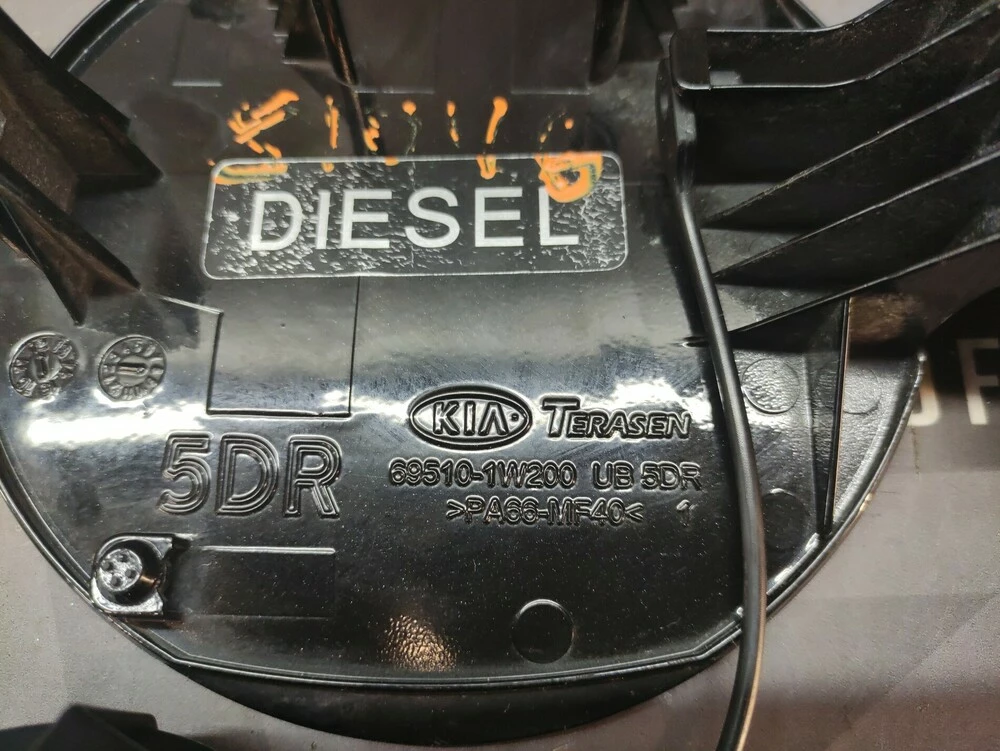 DIESEL
KIA TERASEN
5DR
69510-1W200 UB 5DR
>PA66-MF40<